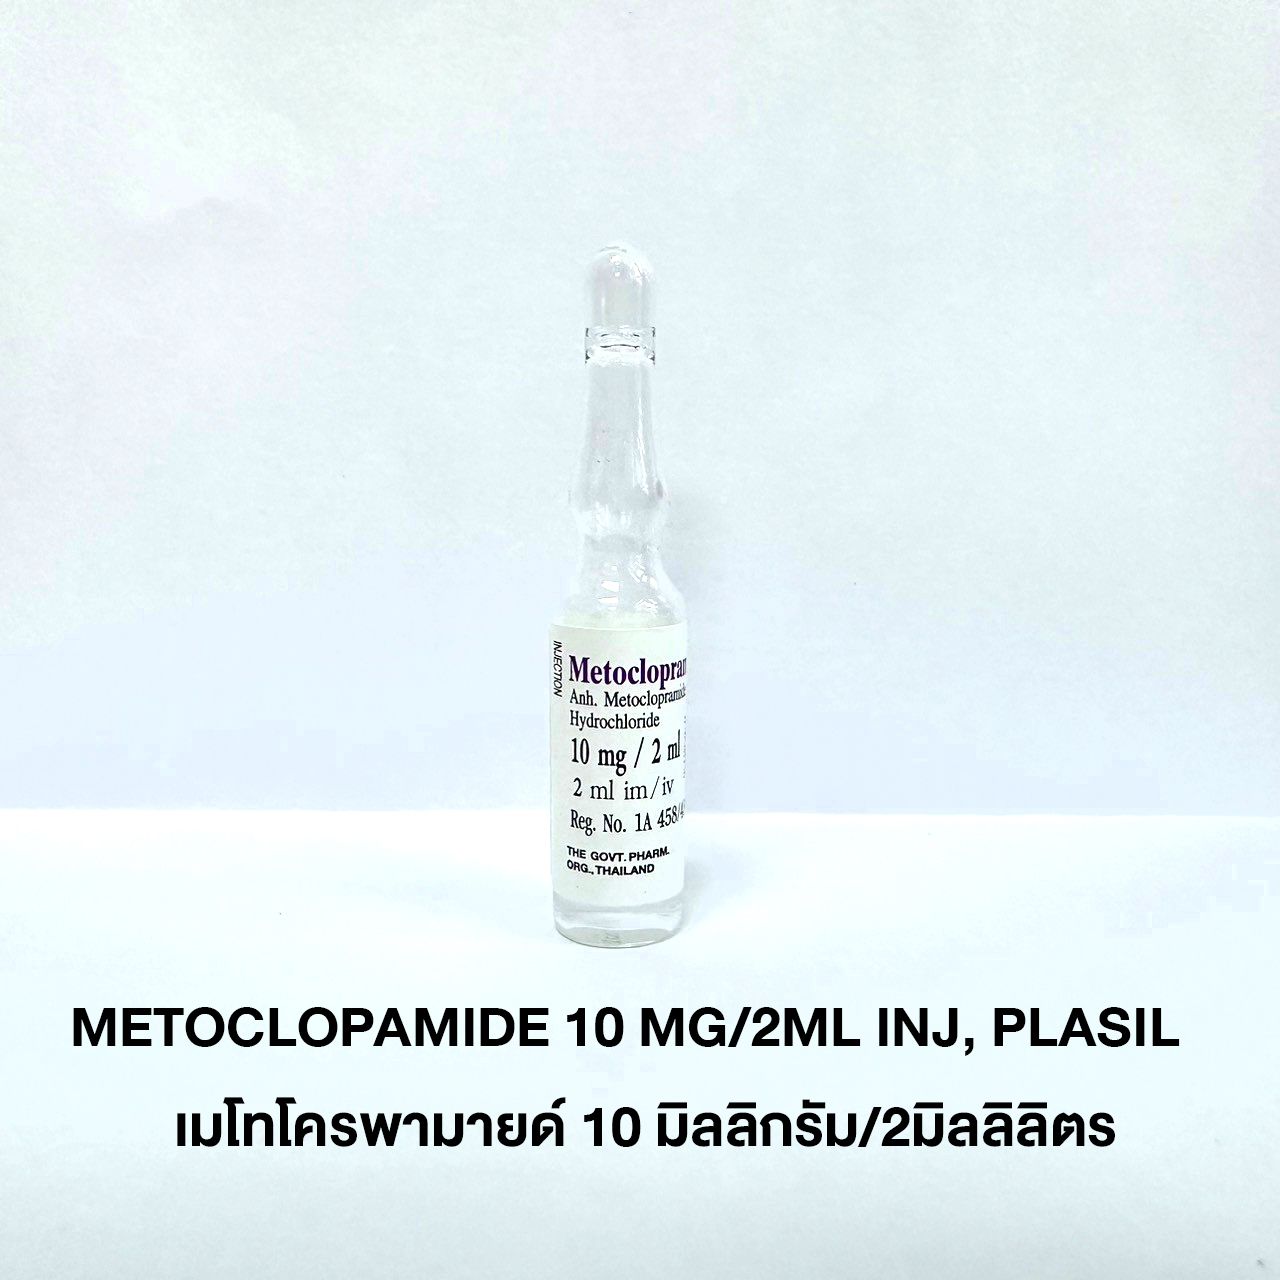 INJECTION
Metoclopram
Anh. Metoclopramide
Hydrochloride
10 mg / 2 ml
2 ml im/iv
Reg. No. 1A 458/4
THE GOVT. PHARM.
ORG., THAILAND
METOCLOPAMIDE 10 MG/2ML INJ, PLASIL
เมโทโครพามายด์ 10 มิลลิกรัม/2มิลลิลิตร